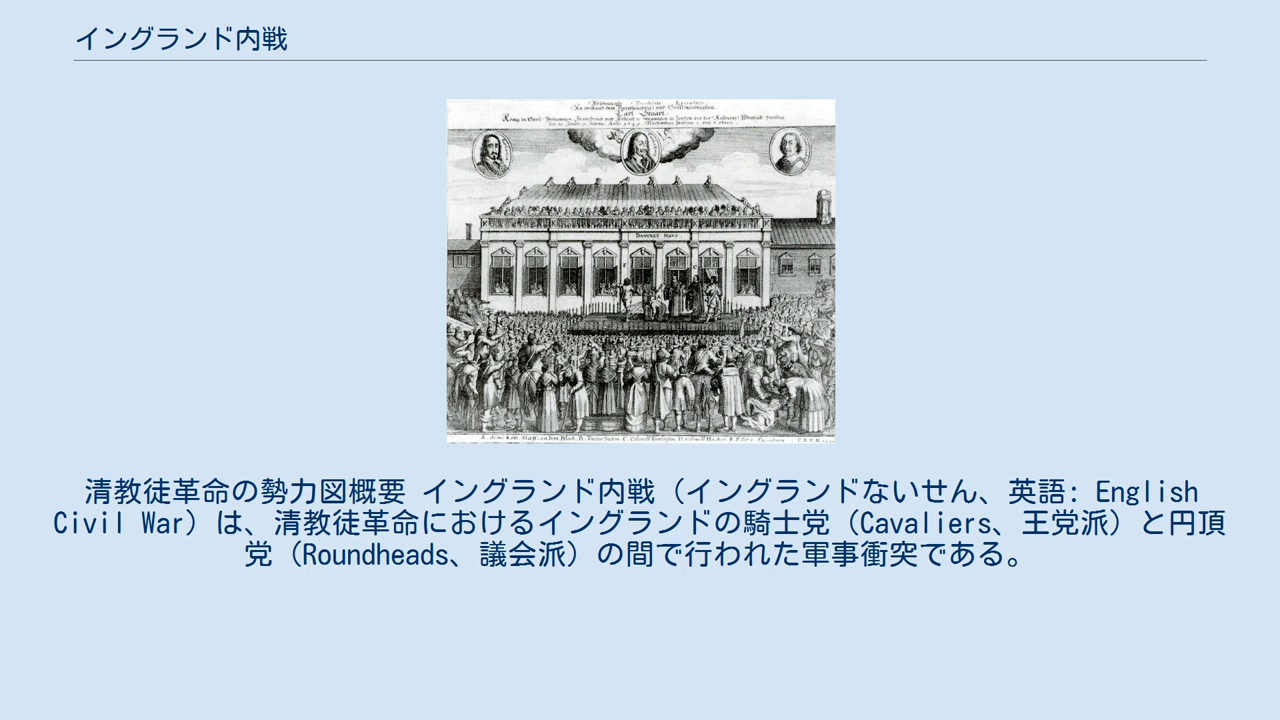 イングランド内戦
Carl Stuart
BANCKET HAVS.
清教徒革命の勢力図概要 イングランド内戦（イングランドないせん、英語: English
Civil War）は、清教徒革命におけるイングランドの騎士党（Cavaliers、王党派）と円頂
党（Roundheads、議会派）の間で行われた軍事衝突である。